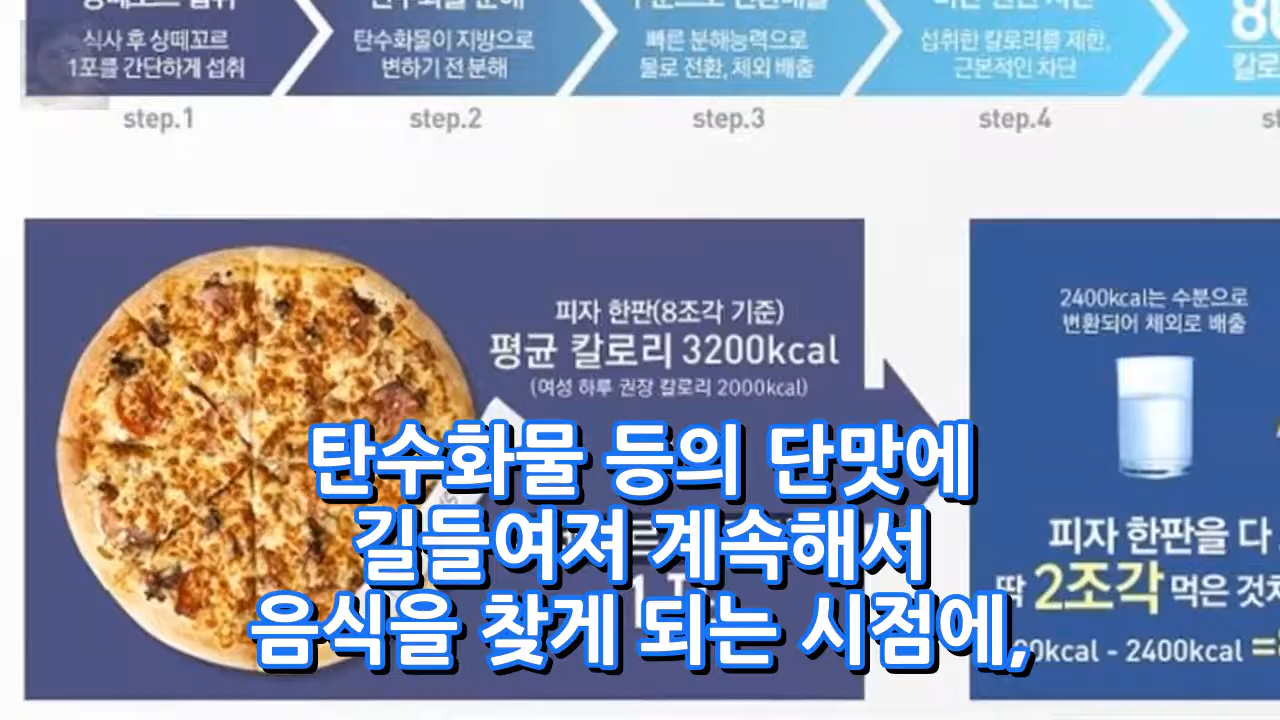 식사 후 상떼꼬르
1포를 간단하게 섭취
탄수화물이 지방으로
변하기 전 분해
빠른 분해능력으로
물로 전환, 체외 배출
섭취한 칼로리를 제한,
근본적인 차단
step.1
step.2
step.3
step.4
피자 한판(8조각 기준)
평균 칼로리 3200kcal
(여성 하루 권장 칼로리 2000kcal)
2400kcal는 수분으로
변환되어 체외로 배출
피자 한판을 다
딱 2조각 먹은 것
kcal - 2400kcal =
탄수화물 등의 단맛에
길들여져 계속해서
음식을 찾게 되는 시점에,